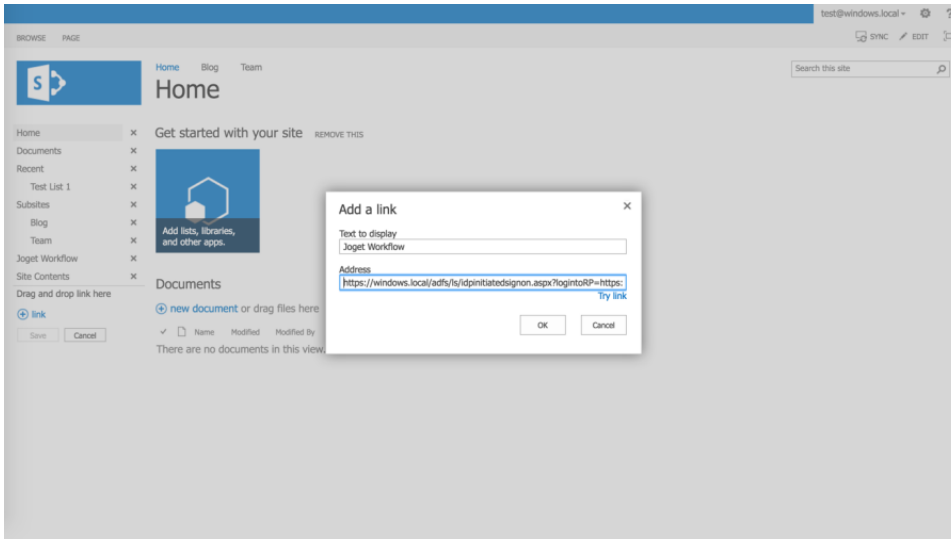 test@windows.local
BROWSE PAGE
SYNC EDIT
S
Home Blog Team
Search this site
Home
Home
Documents
Recent
Test List 1
Subsites
Blog
Team
Joget Workflow
Site Contents
Drag and drop link here
link
Save Cancel
Get started with your site REMOVE THIS
Add lists, libraries,
and other apps.
Documents
new document or drag files here
Name Modified Modified By
There are no documents in this view.
Add a link
Text to display
Joget Workflow
Address
https://windows.local/adfs/ls/idpinitiatedsignon.aspx?logintoRP=https:
Try link
OK Cancel